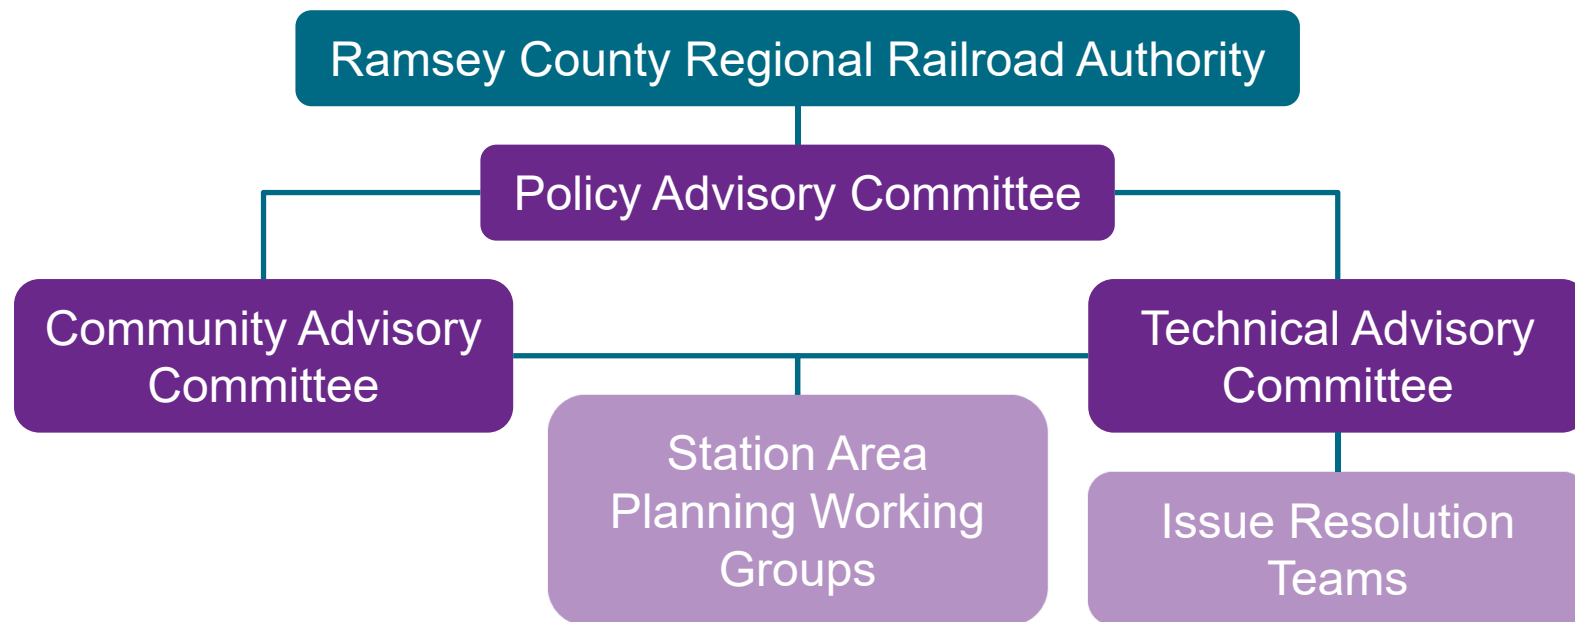 Ramsey County Regional Railroad Authority
Policy Advisory Committee
Community Advisory
Committee
Technical Advisory
Committee
Station Area
Planning Working
Groups
Issue Resolution
Teams